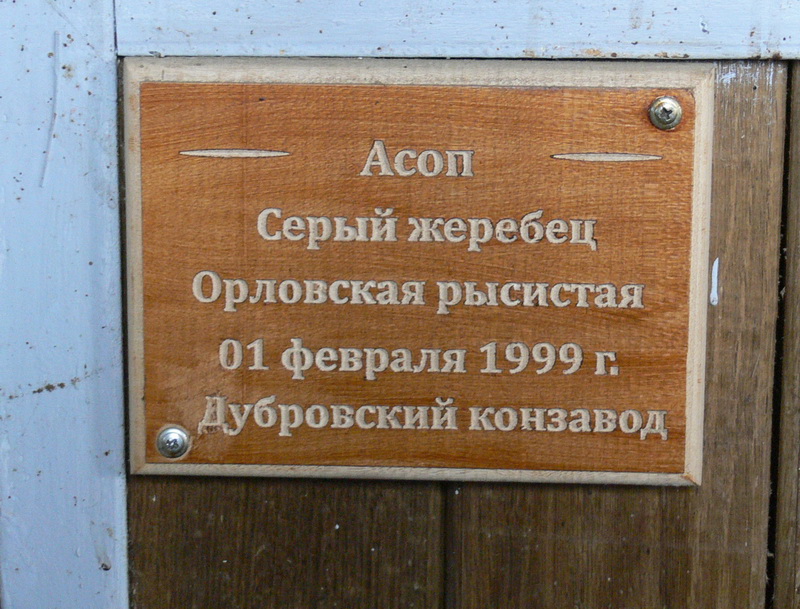 Асоп
Серый жеребец
Орловская рысистая
01 февраля 1999 г.
Дубровский конзавод